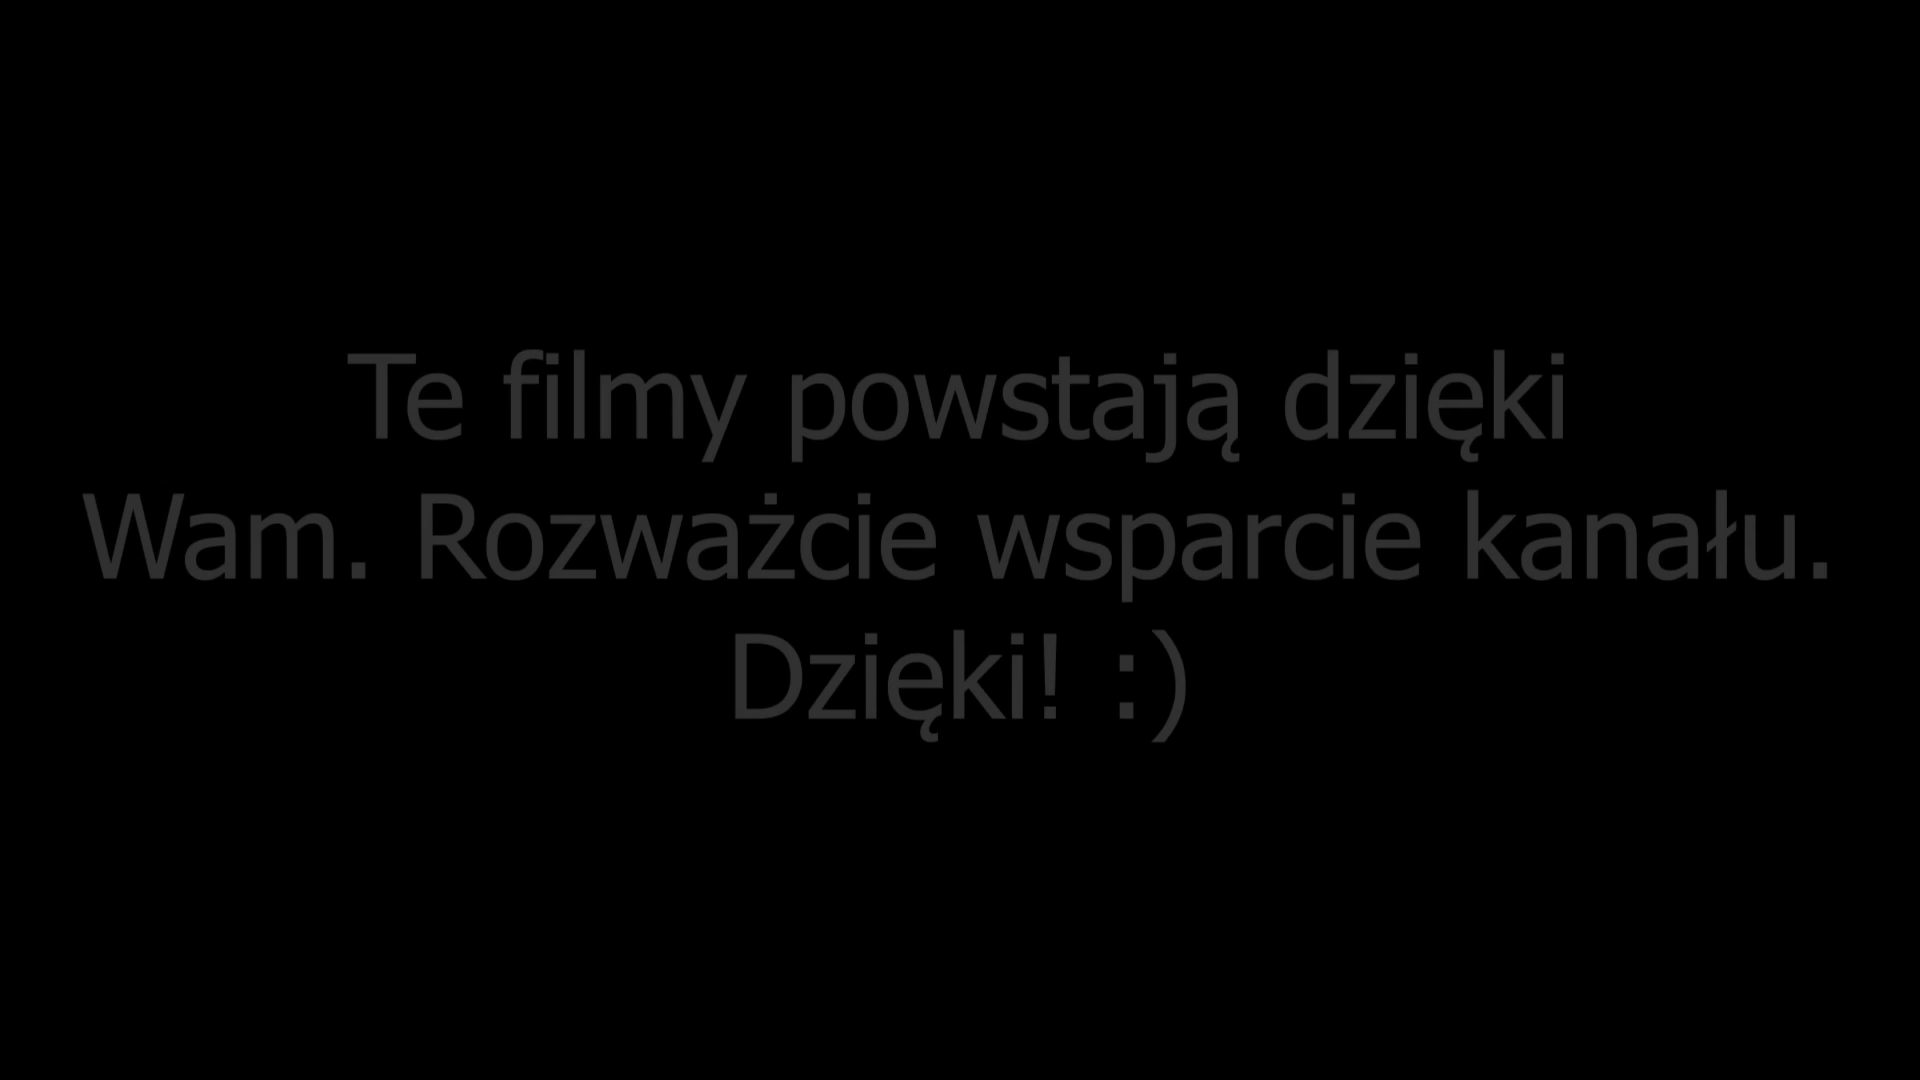 Te filmy powstają dzięki
Wam. Rozważcie wsparcie kanału.
Dzięki! :)